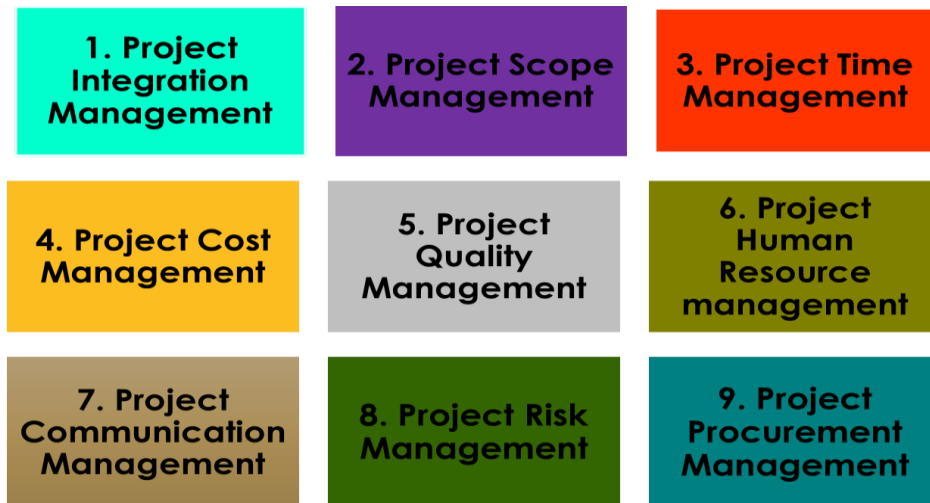 1. Project
Integration
Management
2. Project Scope
Management
3. Project Time
Management
4. Project Cost
Management
5. Project
Quality
Management
6. Project
Human
Resource
management
7. Project
Communication
Management
8. Project Risk
Management
9. Project
Procurement
Management